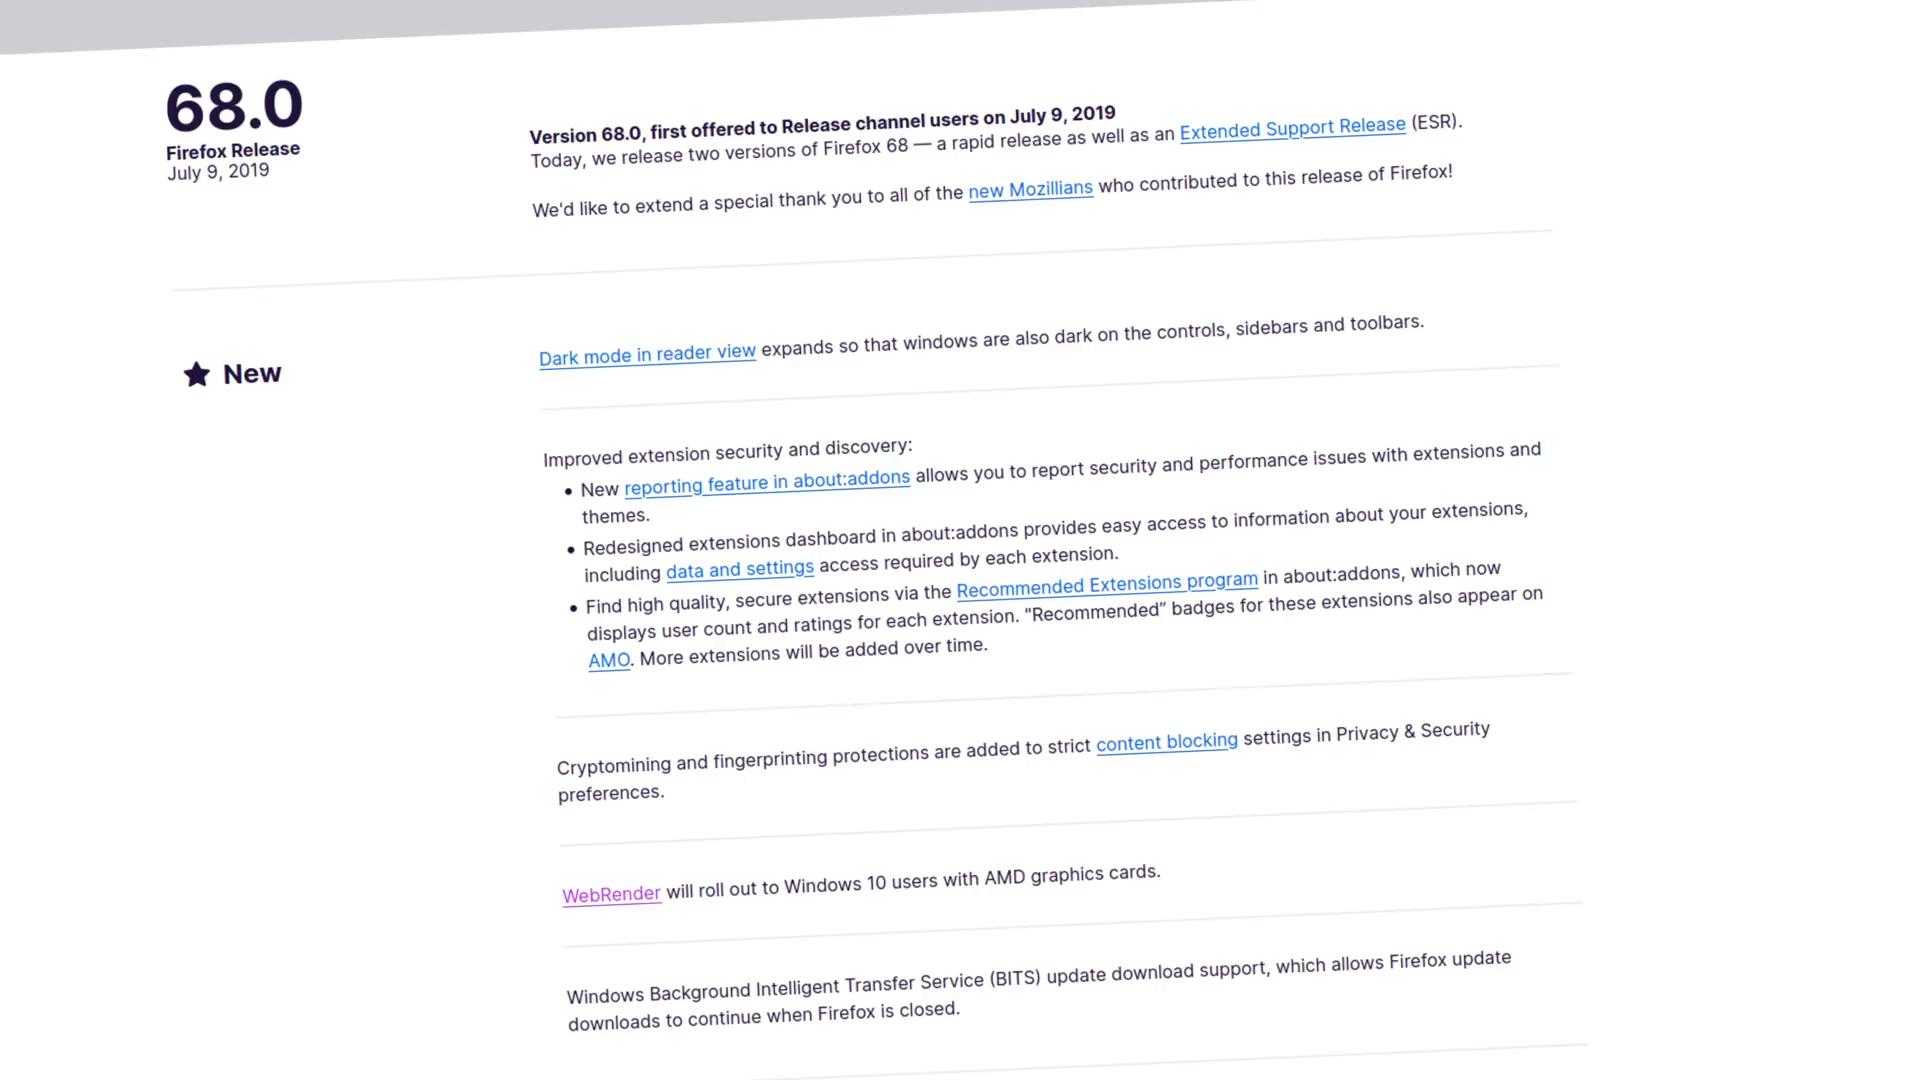 68.0
Firefox Release
July 9, 2019
Version 68.0, first offered to Release channel users on July 9, 2019
Today, we release two versions of Firefox 68 — a rapid release as well as an Extended Support Release (ESR).
We'd like to extend a special thank you to all of the new Mozillians who contributed to this release of Firefox!
New
Dark mode in reader view expands so that windows are also dark on the controls, sidebars and toolbars.
Improved extension security and discovery:
• New reporting feature in about:addons allows you to report security and performance issues with extensions and
themes.
• Redesigned extensions dashboard in about:addons provides easy access to information about your extensions,
including data and settings access required by each extension.
• Find high quality, secure extensions via the Recommended Extensions program in about:addons, which now
displays user count and ratings for each extension. "Recommended” badges for these extensions also appear on
AMO. More extensions will be added over time.
Cryptomining and fingerprinting protections are added to strict content blocking settings in Privacy & Security
preferences.
WebRender will roll out to Windows 10 users with AMD graphics cards.
Windows Background Intelligent Transfer Service (BITS) update download support, which allows Firefox update
downloads to continue when Firefox is closed.